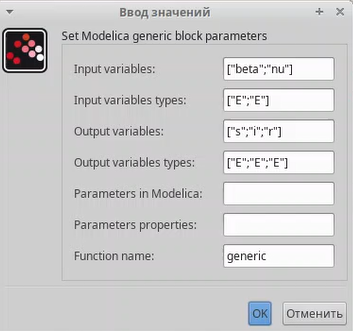 Ввод значений
Set Modelica generic block parameters
Input variables: ["beta";"nu"]
Input variables types: ["E";"E"]
Output variables: ["s";"i";"r"]
Output variables types: ["E";"E";"E"]
Parameters in Modelica:
Parameters properties:
Function name: generic
OK Отменить